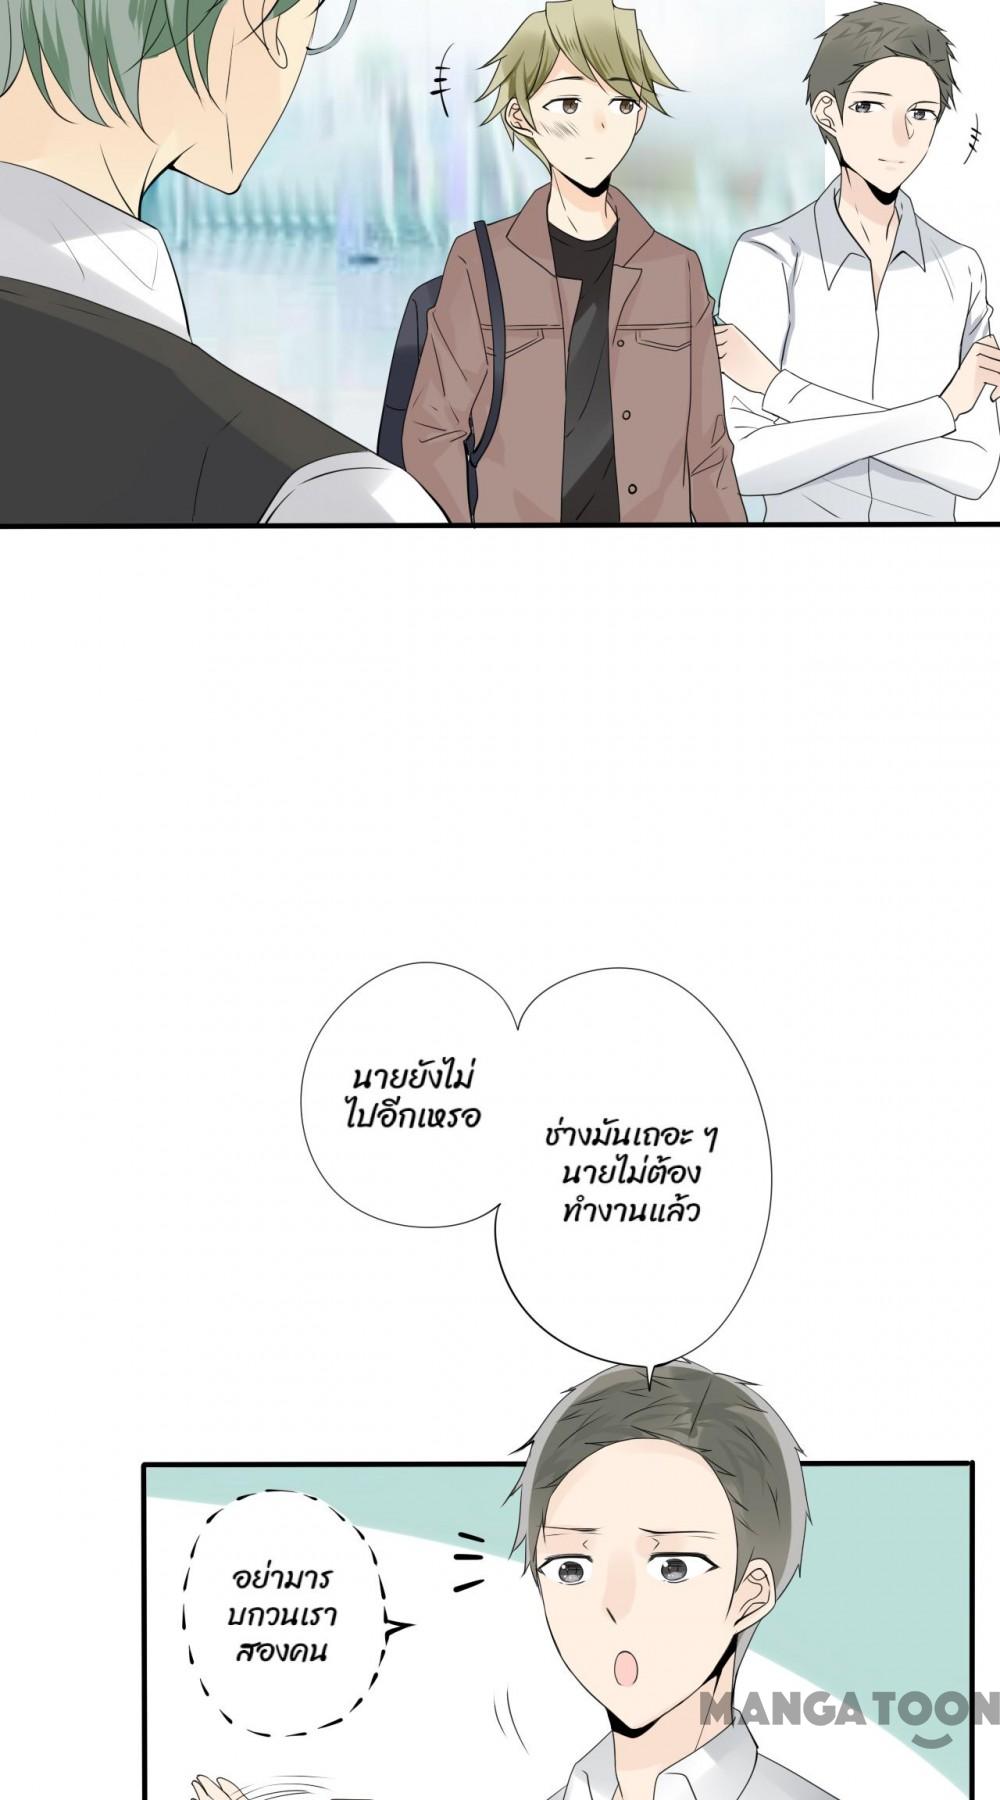 นายยังไม่
ไปอีกเหรอ
ช่างมันเถอะ ๆ
นายไม่ต้อง
ทำงานแล้ว
อย่ามาร
บกวนเรา
สองคน
MANGATOON